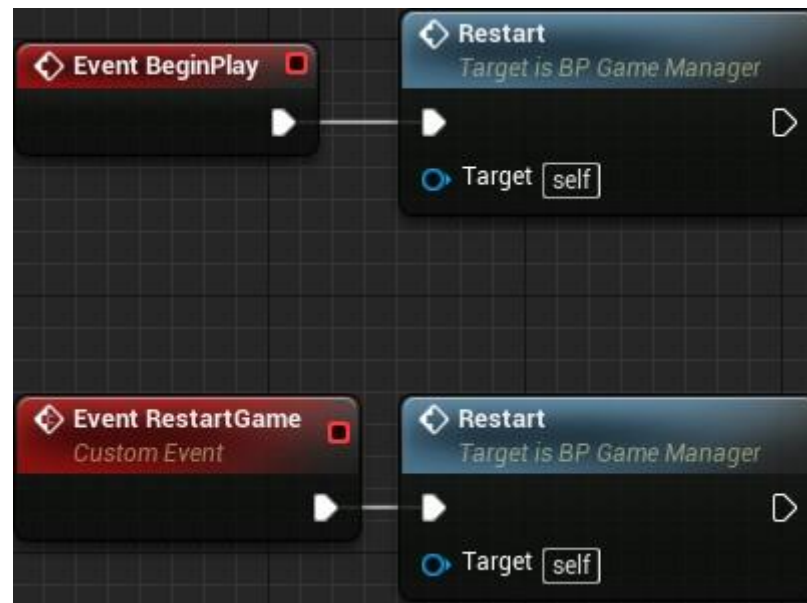 Event BeginPlay
Restart
Target is BP Game Manager
Target self
Event RestartGame
Custom Event
Restart
Target is BP Game Manager
Target self